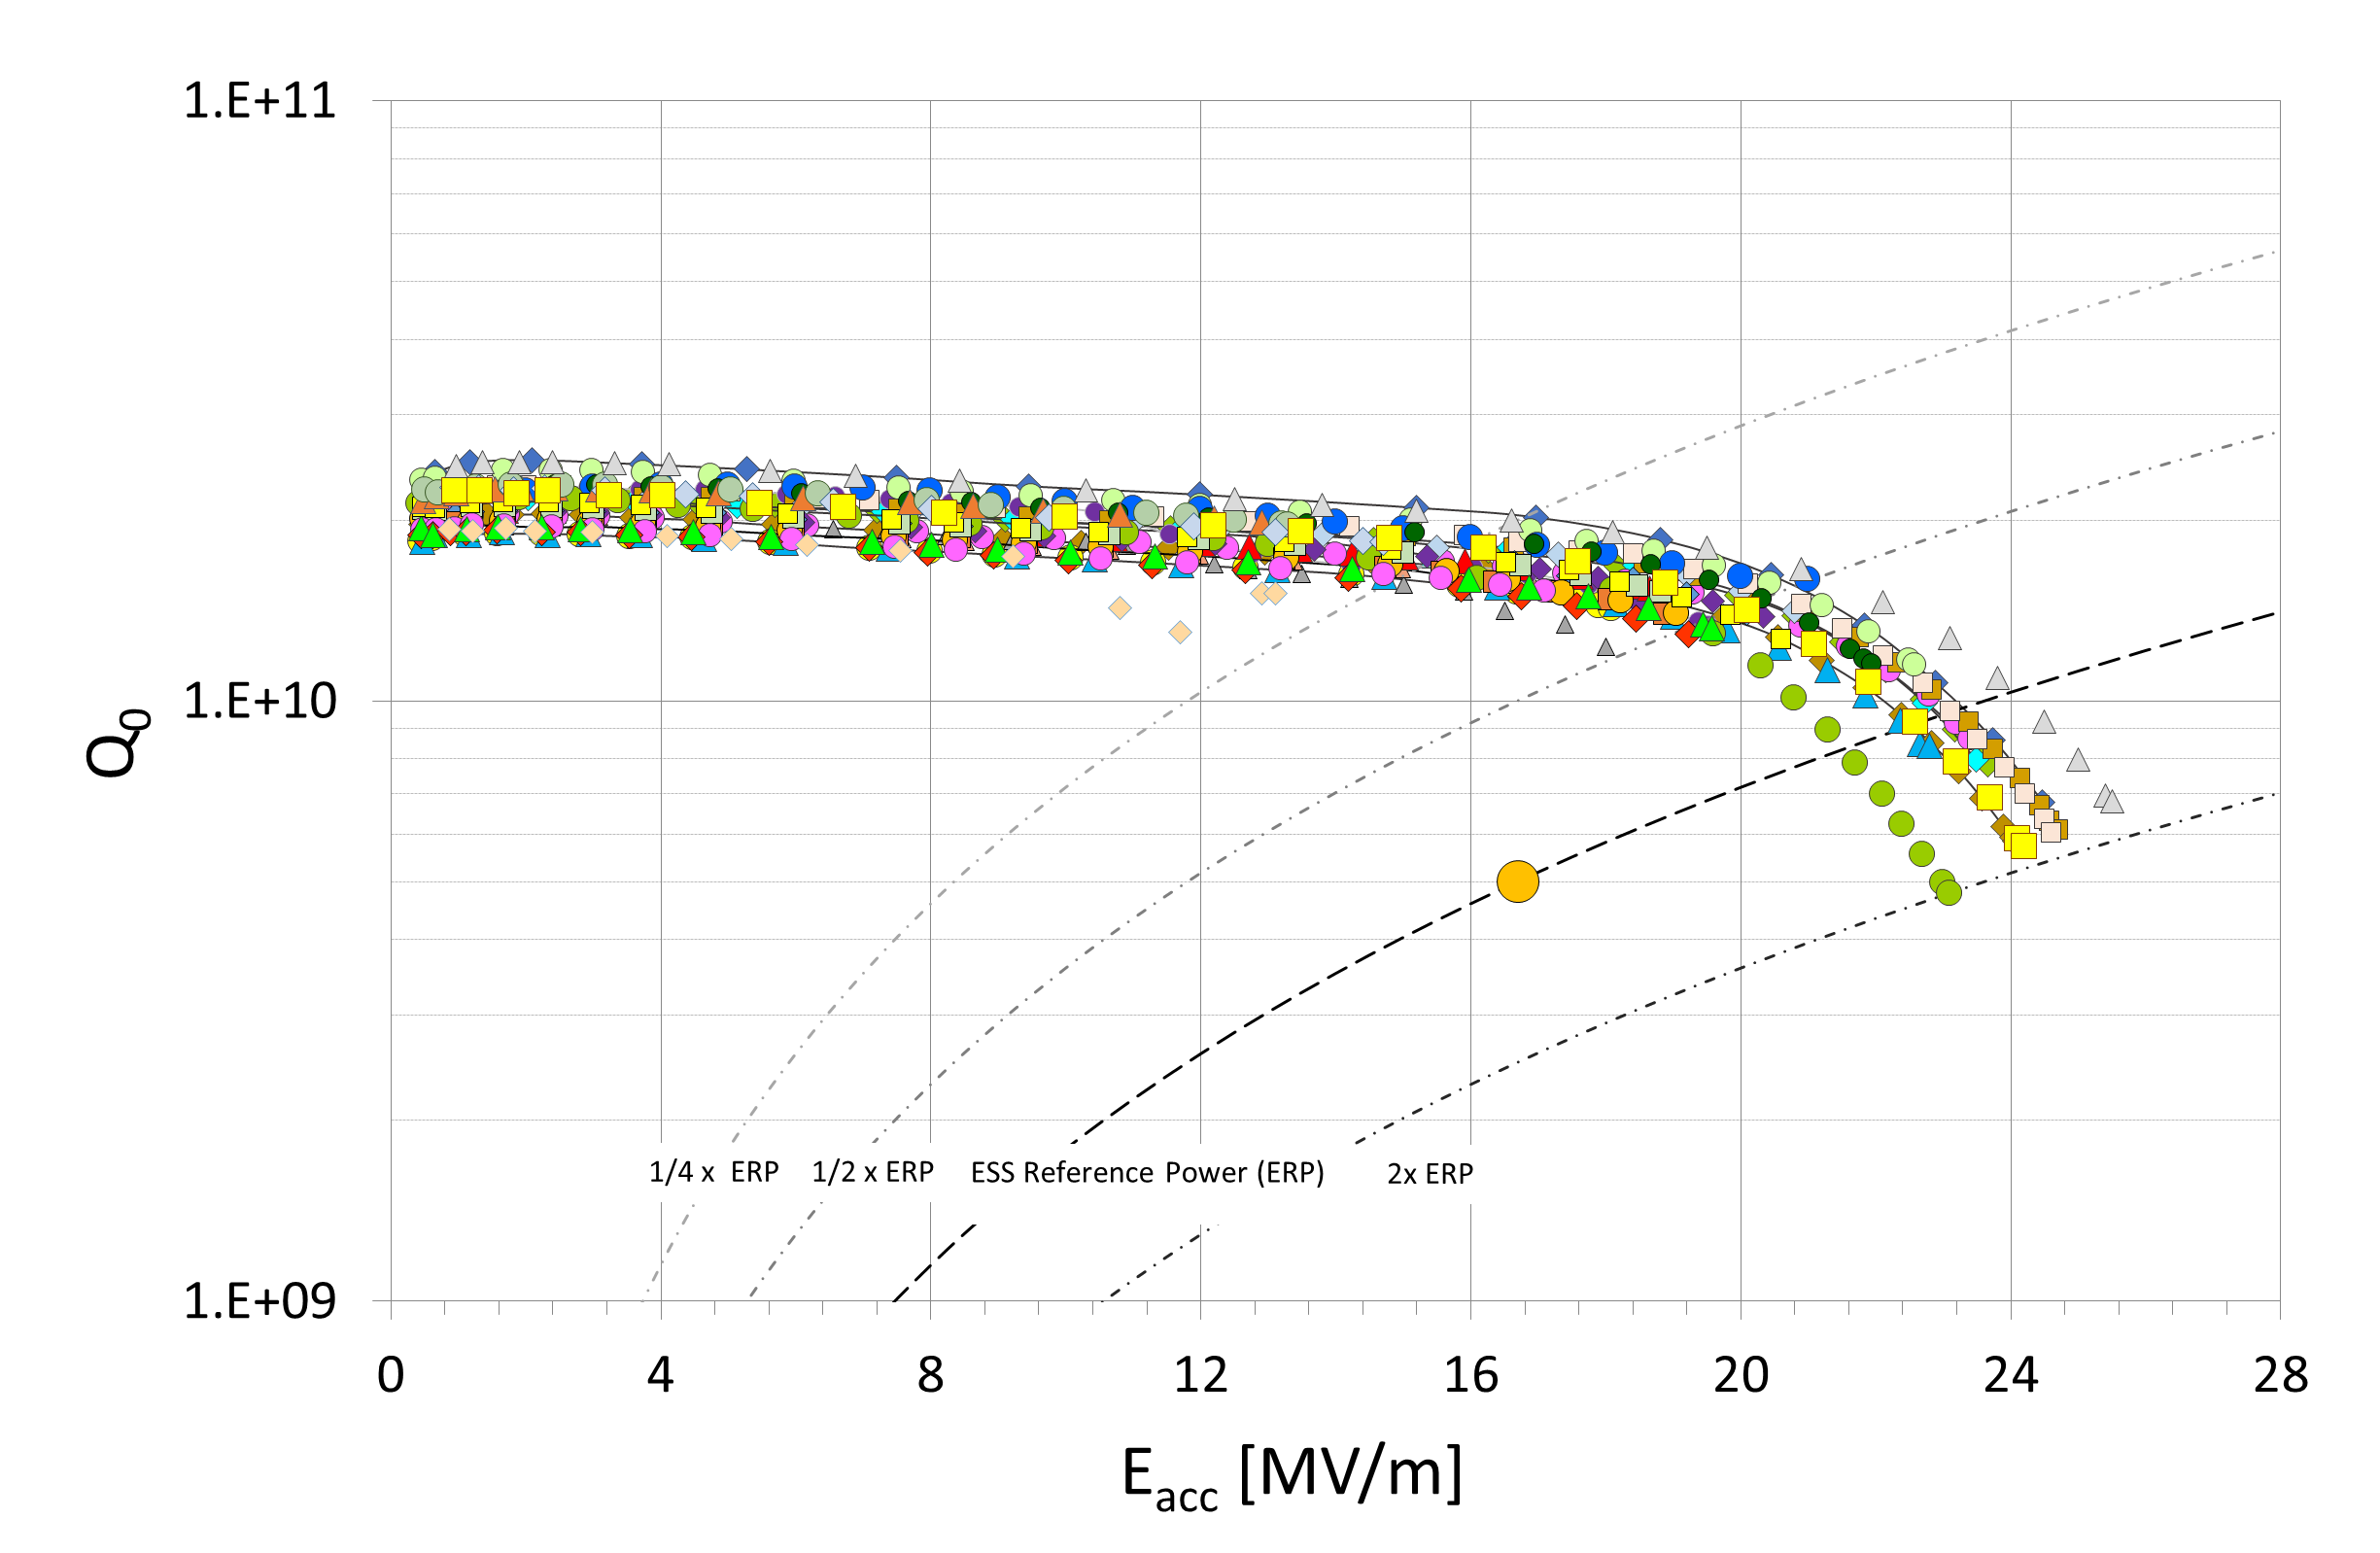 1.E+11
1.E+10
1.E+09
Q0
1/4 x ERP
1/2 x ERP
ESS Reference Power (ERP)
2x ERP
0 4 8 12 16 20 24 28
Eacc [MV/m]